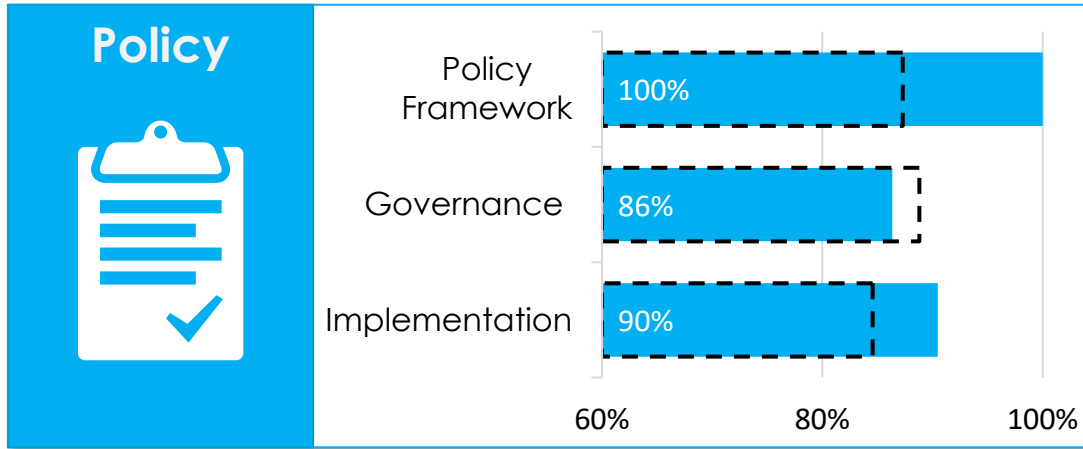 Policy
Policy
Framework
100%
Governance
86%
Implementation
90%
60%
80%
100%